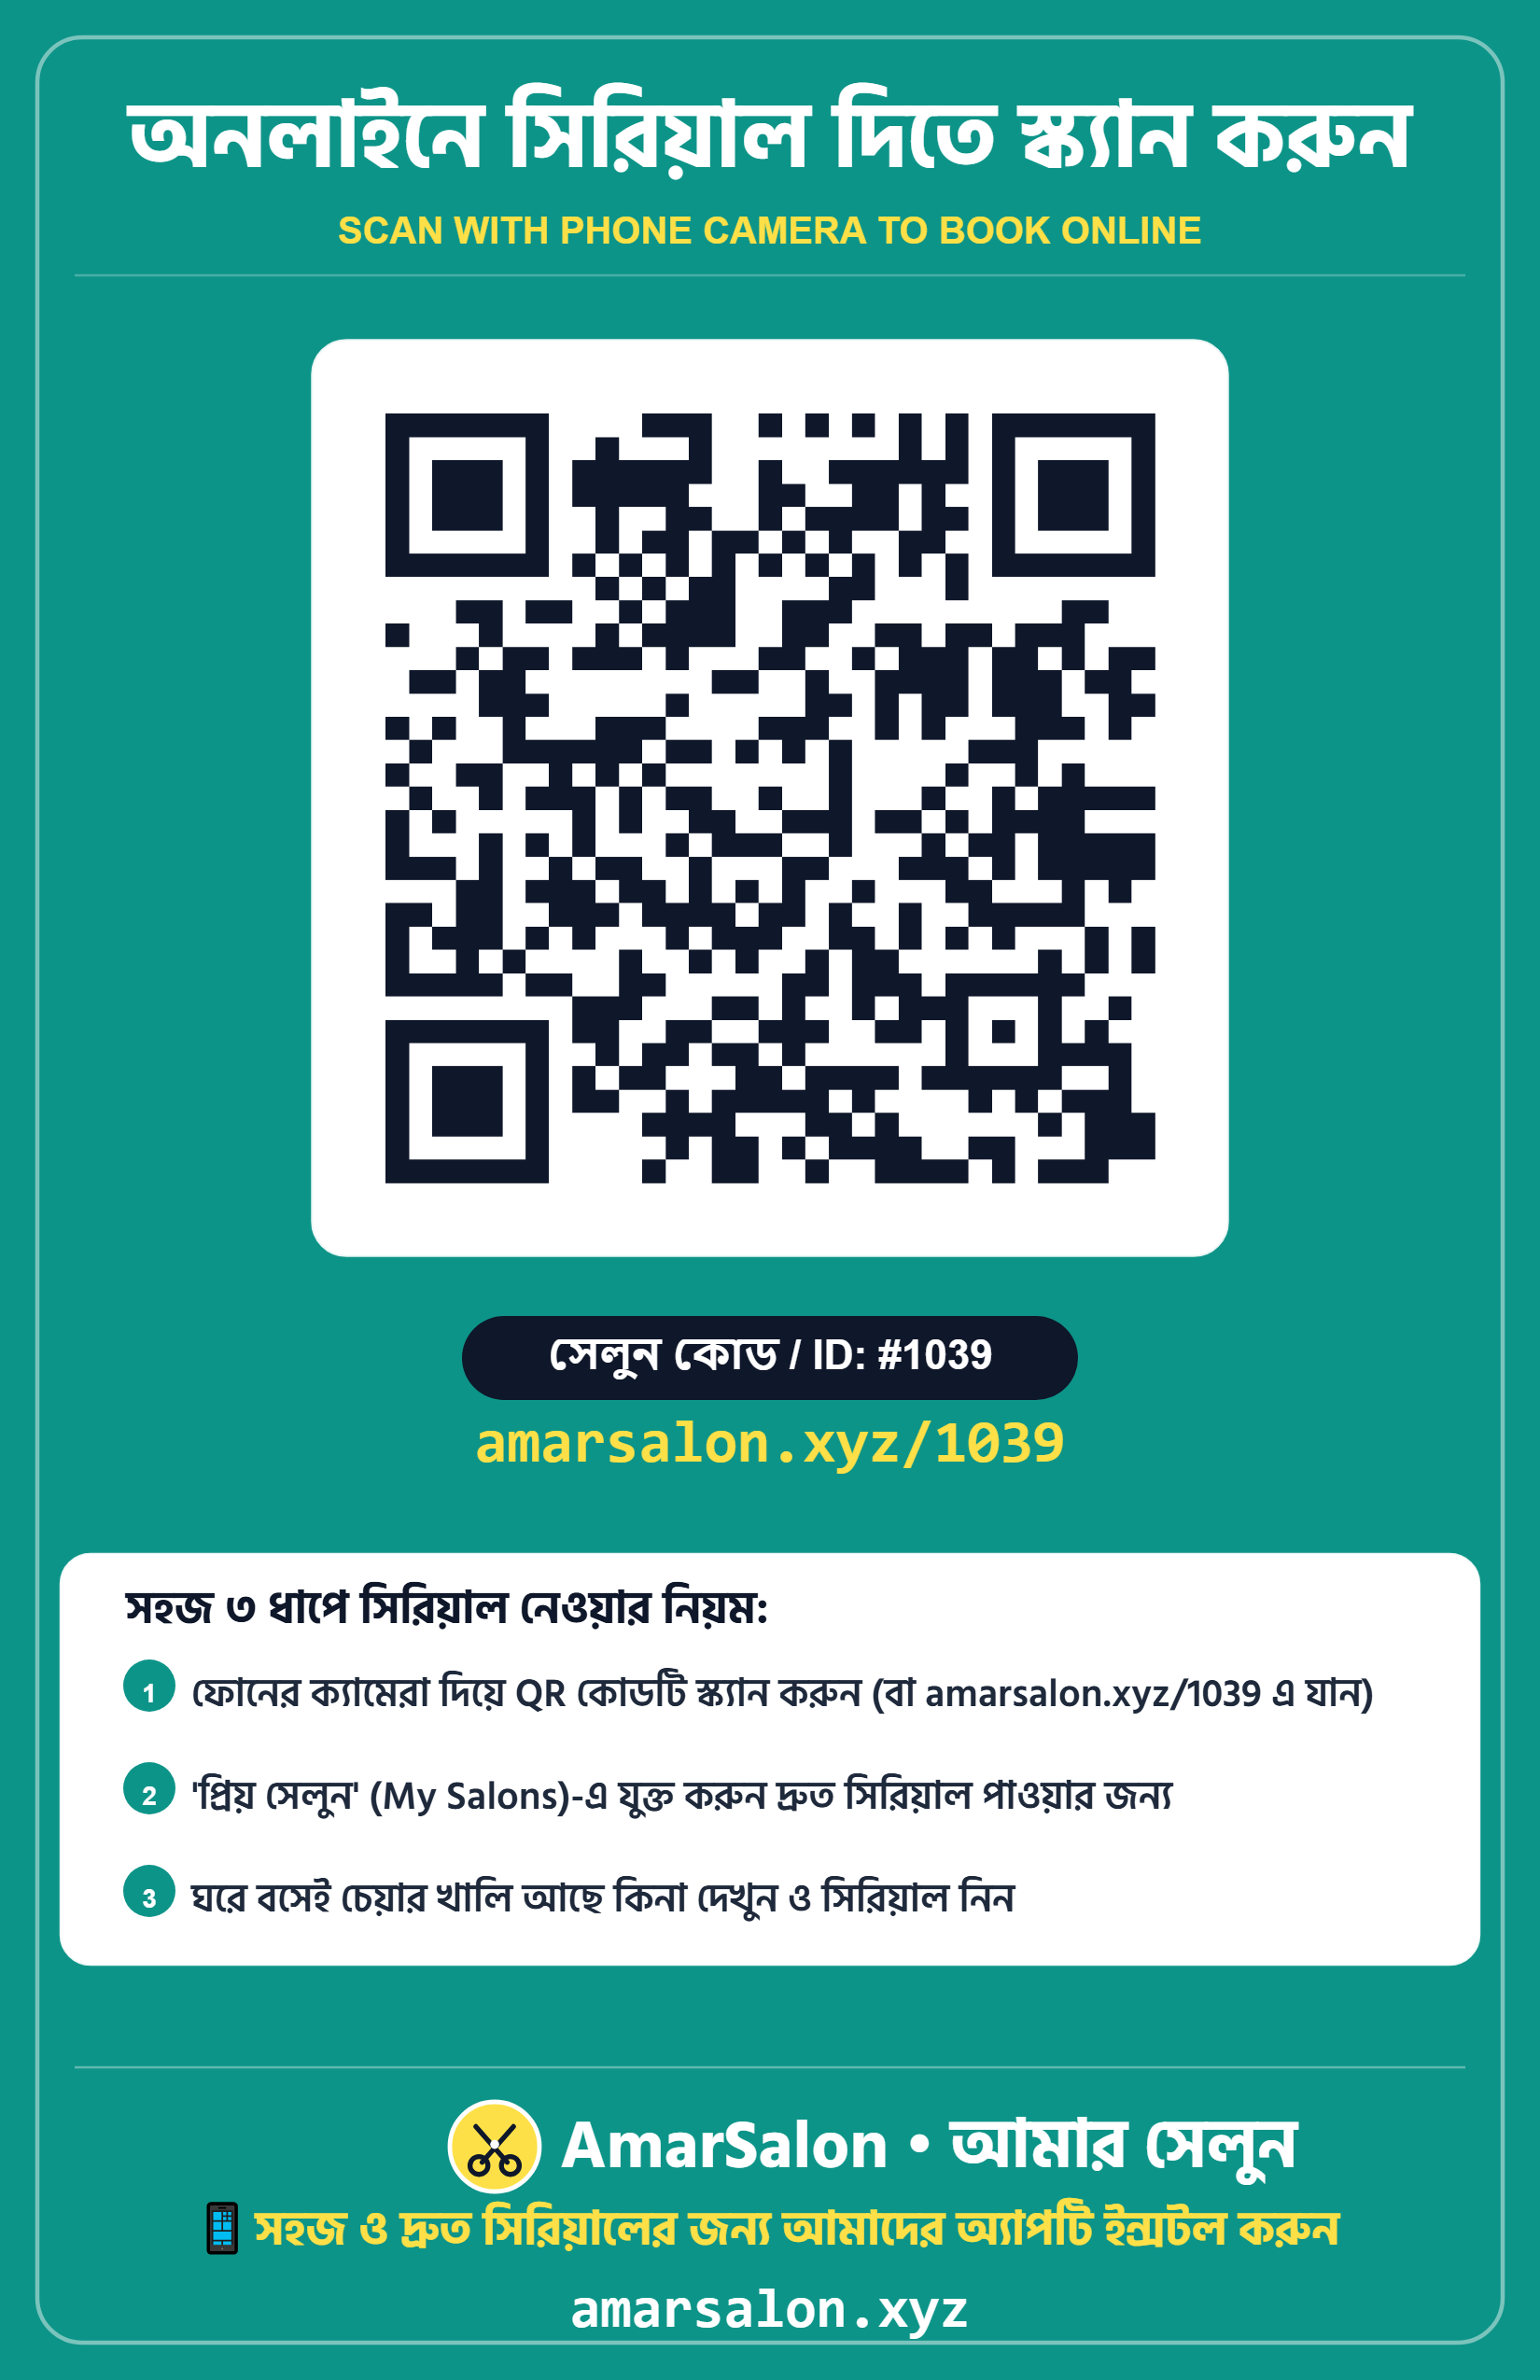 অনলাইনে সিরিয়াল দিতে স্ক্যান করুন
SCAN WITH PHONE CAMERA TO BOOK ONLINE
সেলুন কোড / ID: #1039
amarsalon.xyz/1039
সহজ ৩ ধাপে সিরিয়াল নেওয়ার নিয়ম:
1 ফোনের ক্যামেরা দিয়ে QR কোডটি স্ক্যান করুন (বা amarsalon.xyz/1039 এ যান)
2 'প্রিয় সেলুন' (My Salons)-এ যুক্ত করুন দ্রুত সিরিয়াল পাওয়ার জন্য
3 ঘরে বসেই চেয়ার খালি আছে কিনা দেখুন ও সিরিয়াল নিন
AmarSalon • আমার সেলুন
সহজ ও দ্রুত সিরিয়ালের জন্য আমাদের অ্যাপটি ইন্সটল করুন
amarsalon.xyz